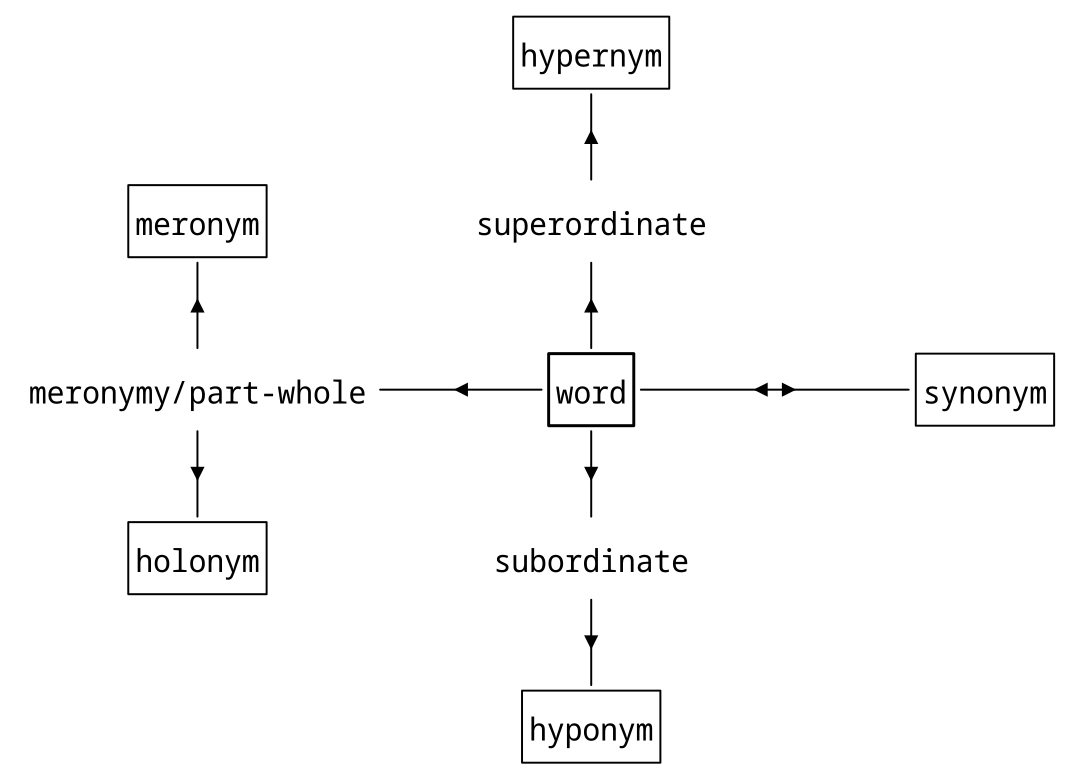 hypernym
meronym
superordinate
meronymy/part-whole
word
synonym
holonym
subordinate
hyponym